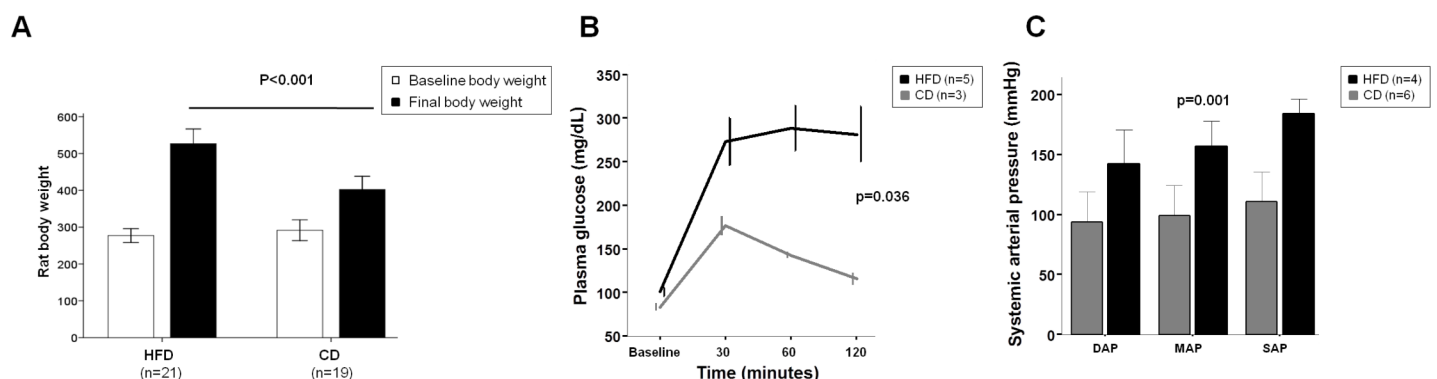 A
P<0.001
Baseline body weight
Final body weight
Rat body weight
600
500
400
300
200
100
0
HFD
(n=21)
CD
(n=19)
B
HFD (n=5)
CD (n=3)
Plasma glucose (mg/dL)
350
300
250
200
150
100
50
p=0.036
Baseline
30
60
120
Time (minutes)
C
HFD (n=4)
CD (n=6)
Systemic arterial pressure (mmHg)
200
150
100
50
0
p=0.001
DAP
MAP
SAP